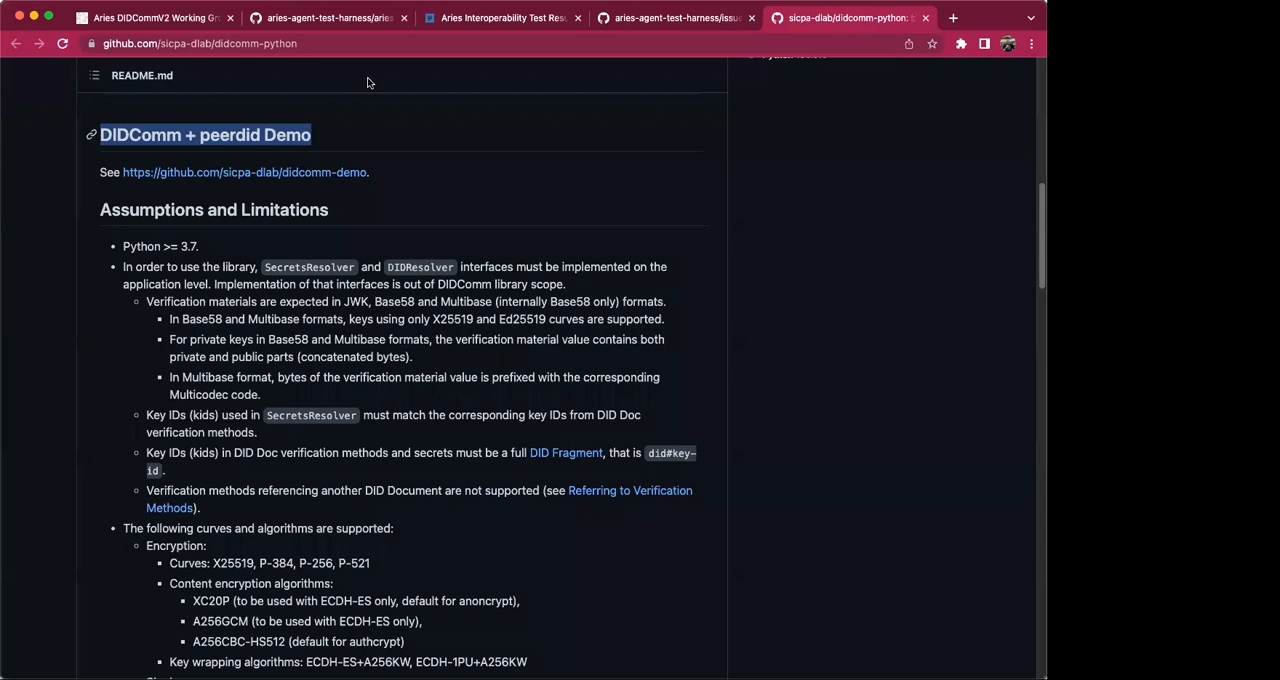 Aries DIDCommV2 Working Gr
aries-agent-test-harness/aries
Aries Interoperability Test Resu
aries-agent-test-harness/issue
sicpa-dlab/didcomm-python: b
github.com/sicpa-dlab/didcomm-python
README.md
DIDComm + peerdid Demo
See https://github.com/sicpa-dlab/didcomm-demo.
Assumptions and Limitations
• Python >= 3.7.
• In order to use the library, SecretsResolver and DIDResolver interfaces must be implemented on the
application level. Implementation of that interfaces is out of DIDComm library scope.
◦ Verification materials are expected in JWK, Base58 and Multibase (internally Base58 only) formats.
▪ In Base58 and Multibase formats, keys using only X25519 and Ed25519 curves are supported.
▪ For private keys in Base58 and Multibase formats, the verification material value contains both
private and public parts (concatenated bytes).
▪ In Multibase format, bytes of the verification material value is prefixed with the corresponding
Multicodec code.
◦ Key IDs (kids) used in SecretsResolver must match the corresponding key IDs from DID Doc
verification methods.
◦ Key IDs (kids) in DID Doc verification methods and secrets must be a full DID Fragment, that is did#key-
id.
◦ Verification methods referencing another DID Document are not supported (see Referring to Verification
Methods).
• The following curves and algorithms are supported:
◦ Encryption:
▪ Curves: X25519, P-384, P-256, P-521
▪ Content encryption algorithms:
▪ XC20P (to be used with ECDH-ES only, default for anoncrypt),
▪ A256GCM (to be used with ECDH-ES only),
▪ A256CBC-HS512 (default for authcrypt)
▪ Key wrapping algorithms: ECDH-ES+A256KW, ECDH-1PU+A256KW